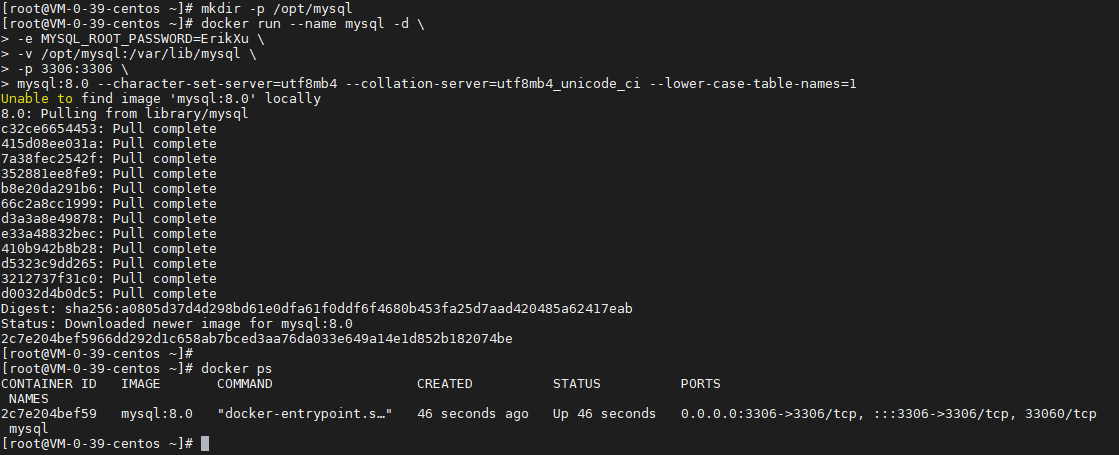 [root@VM-0-39-centos ~]# mkdir -p /opt/mysql
[root@VM-0-39-centos ~]# docker run --name mysql -d \
> -e MYSQL_ROOT_PASSWORD=ErikXu \
> -v /opt/mysql:/var/lib/mysql \
> -p 3306:3306 \
> mysql:8.0 --character-set-server=utf8mb4 --collation-server=utf8mb4_unicode_ci --lower-case-table-names=1
Unable to find image 'mysql:8.0' locally
8.0: Pulling from library/mysql
c32ce6654453: Pull complete
415d08ee031a: Pull complete
7a38fec2542f: Pull complete
352881ee8fe9: Pull complete
b8e20da291b6: Pull complete
66c2a8cc1999: Pull complete
d3a3a8e49878: Pull complete
e33a48832bec: Pull complete
410b942b8b28: Pull complete
d5323c9dd265: Pull complete
3212737f31c0: Pull complete
d0032d4b0dc5: Pull complete
Digest: sha256:a0805d37d4d298bd61e0dfa61f0ddf6f4680b453fa25d7aad420485a62417eab
Status: Downloaded newer image for mysql:8.0
2c7e204bef5966dd292d1c658ab7bced3aa76da033e649a14e1d852b182074be
[root@VM-0-39-centos ~]#
[root@VM-0-39-centos ~]# docker ps
CONTAINER ID   IMAGE       COMMAND                  CREATED          STATUS          PORTS
 NAMES
2c7e204bef59   mysql:8.0   "docker-entrypoint.s…"   46 seconds ago   Up 46 seconds   0.0.0.0:3306->3306/tcp, :::3306->3306/tcp, 33060/tcp
 mysql
[root@VM-0-39-centos ~]#